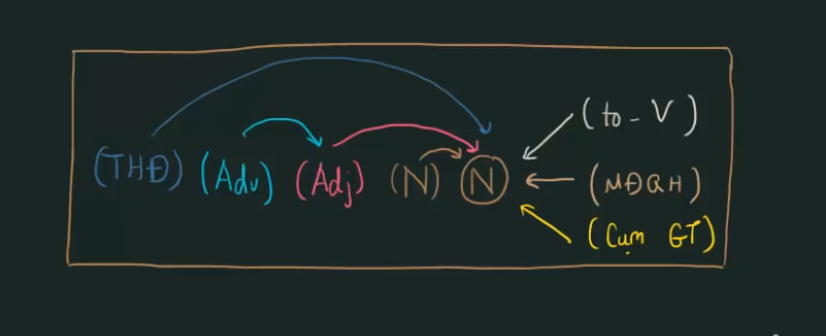 (to-V)
(THĐ) (Adv) (Adj) (N) N (MĐQH)
(Cụm GT)